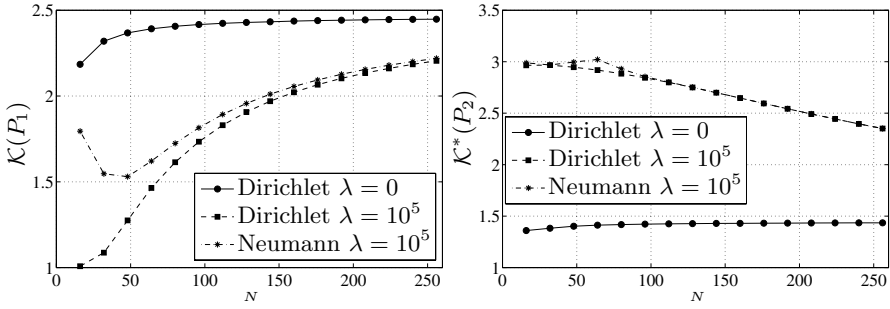 2.5
2
1.5
1
K(P₁)
0 50 100 150 200 250
N
Dirichlet λ = 0
Dirichlet λ = 10⁵
Neumann λ = 10⁵
3.5
3
2.5
2
1.5
1
K*(P₂)
0 50 100 150 200 250
N
Dirichlet λ = 0
Dirichlet λ = 10⁵
Neumann λ = 10⁵